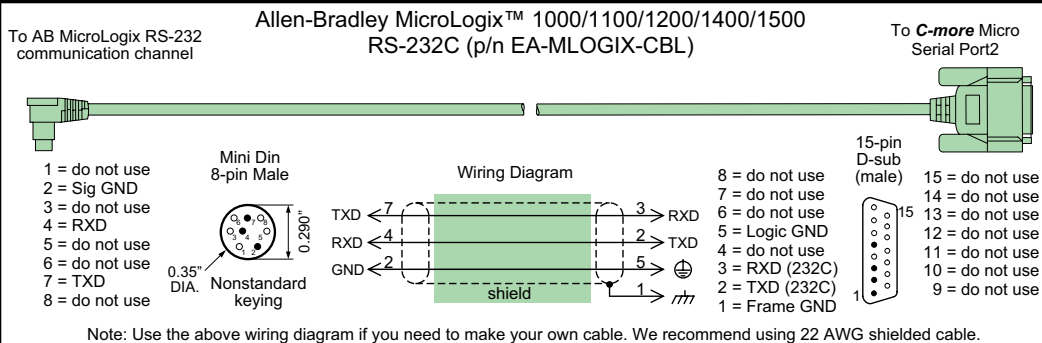 Allen-Bradley MicroLogix™ 1000/1100/1200/1400/1500
RS-232C (p/n EA-MLOGIX-CBL)
To AB MicroLogix RS-232
communication channel
To C-more Micro
Serial Port2
1 = do not use
2 = Sig GND
3 = do not use
4 = RXD
5 = do not use
6 = do not use
7 = TXD
8 = do not use
Mini Din
8-pin Male
6 7 8
3 4 5
1 2
0.290"
0.35"
DIA.
Nonstandard
keying
Wiring Diagram
TXD 7 3 RXD
RXD 4 2 TXD
GND 2 5
1
shield
8 = do not use
7 = do not use
6 = do not use
5 = Logic GND
4 = do not use
3 = RXD (232C)
2 = TXD (232C)
1 = Frame GND
15-pin
D-sub
(male)
15
1
15 = do not use
14 = do not use
13 = do not use
12 = do not use
11 = do not use
10 = do not use
9 = do not use
Note: Use the above wiring diagram if you need to make your own cable. We recommend using 22 AWG shielded cable.